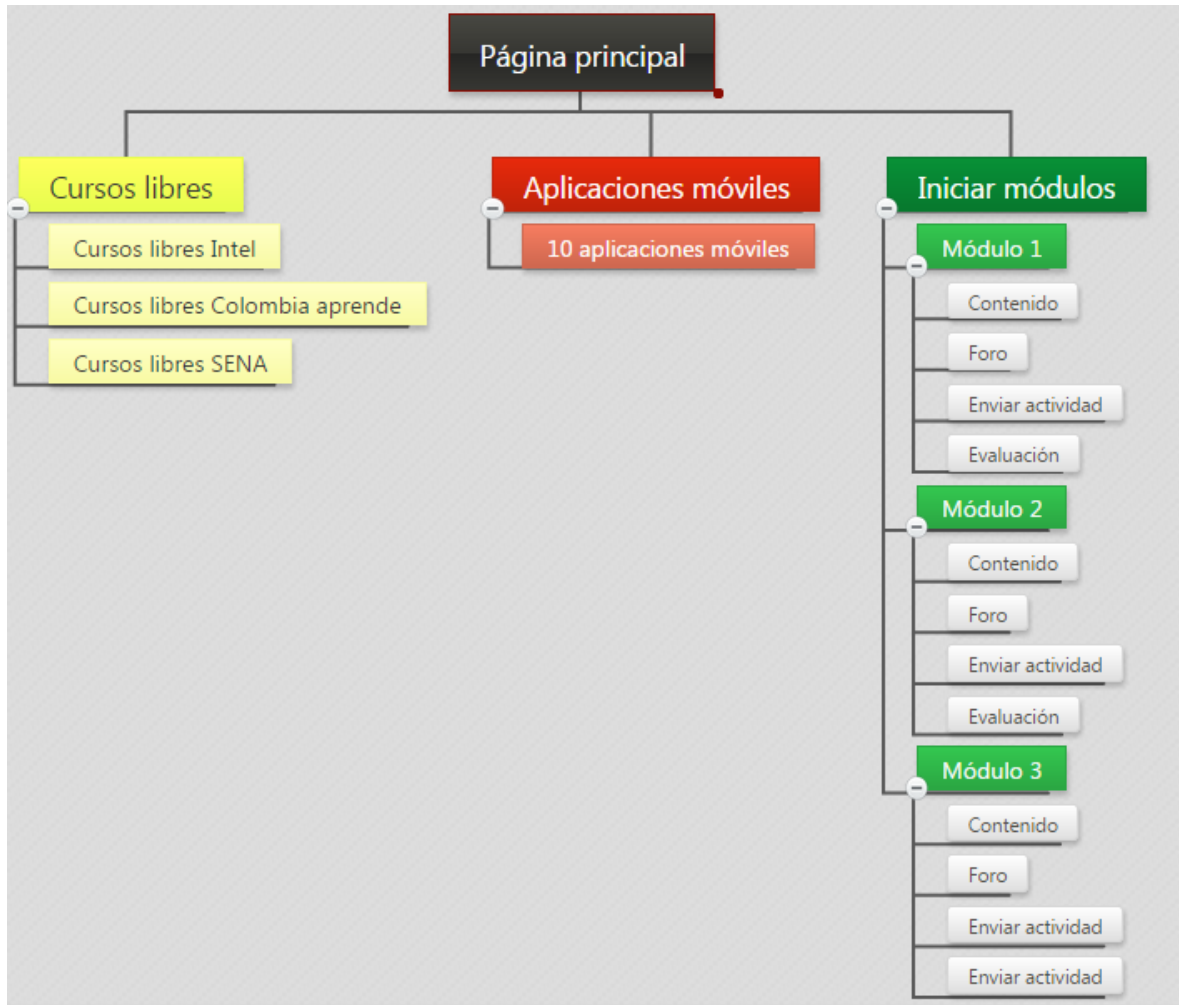 Página principal
Cursos libres
Cursos libres Intel
Cursos libres Colombia aprende
Cursos libres SENA
Aplicaciones móviles
10 aplicaciones móviles
Iniciar módulos
Módulo 1
Contenido
Foro
Enviar actividad
Evaluación
Módulo 2
Contenido
Foro
Enviar actividad
Evaluación
Módulo 3
Contenido
Foro
Enviar actividad
Enviar actividad